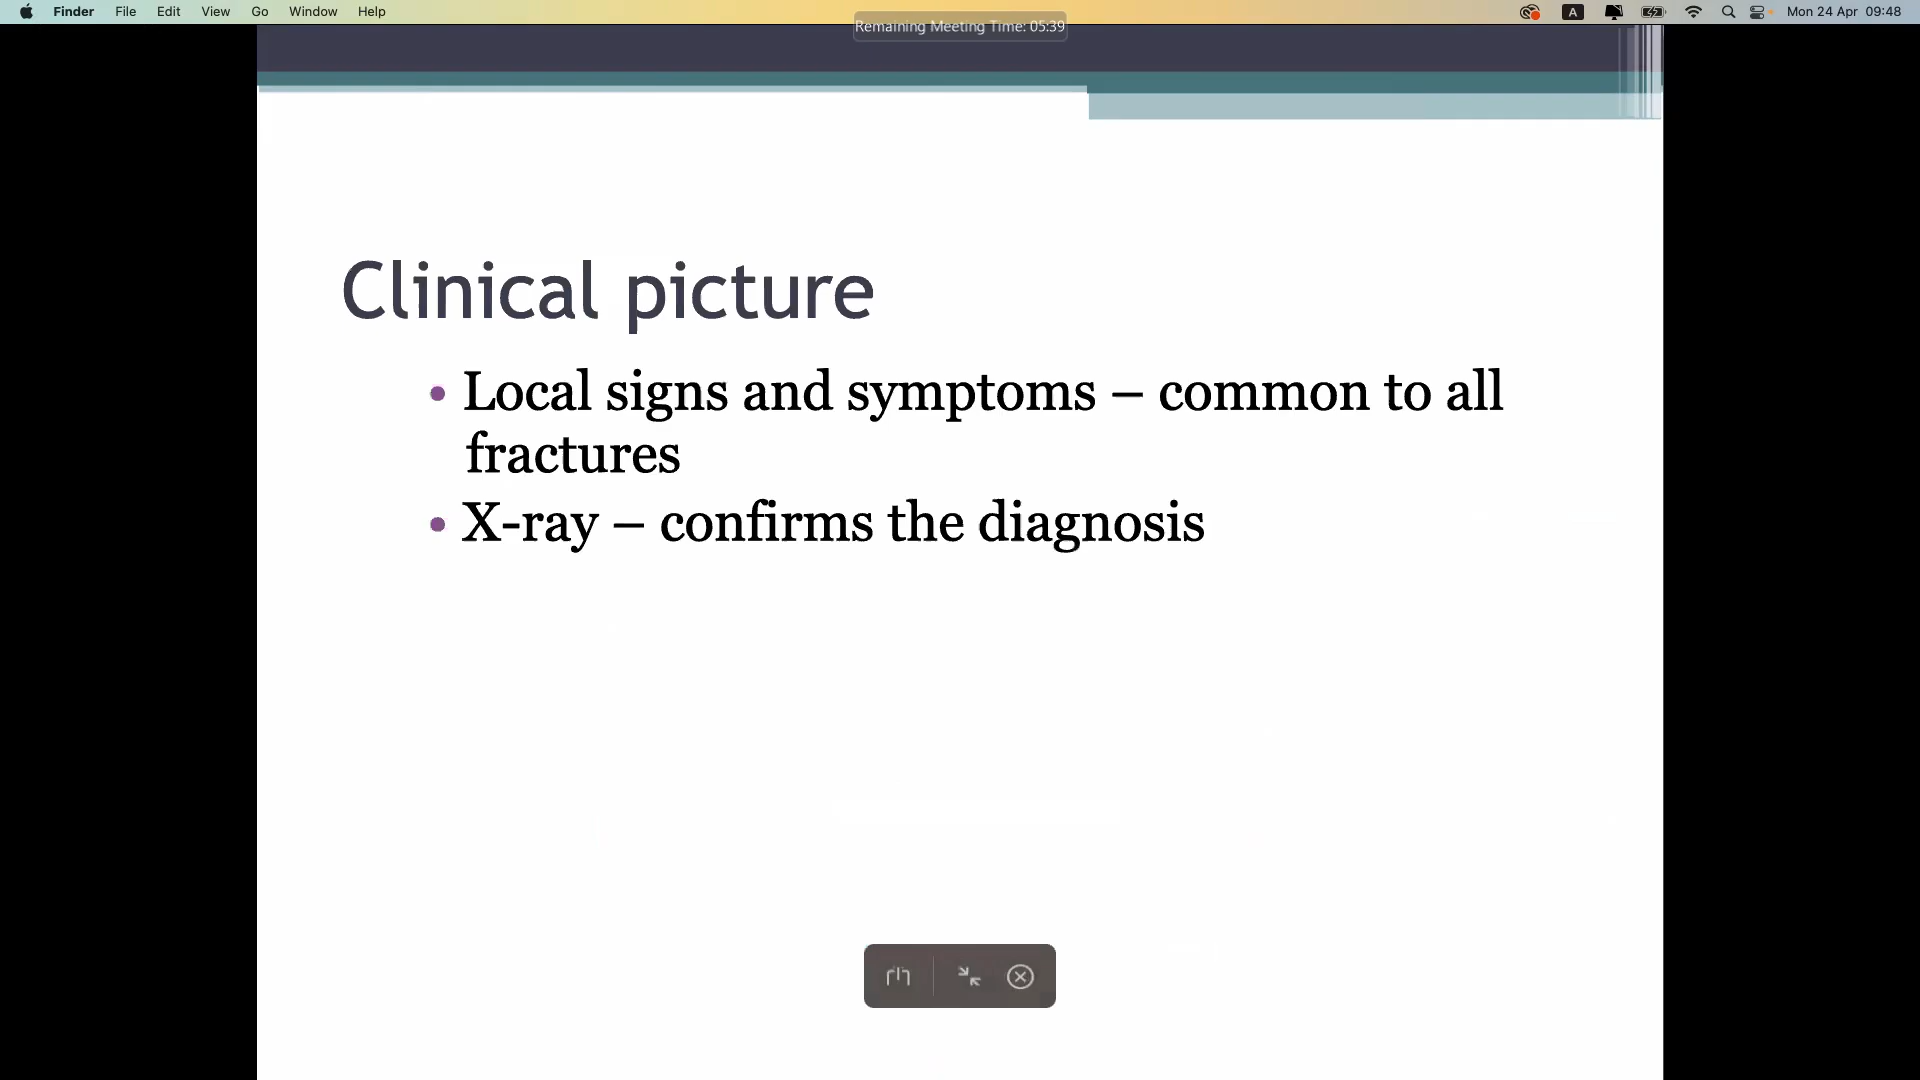 Finder File Edit View Go Window Help A Mon 24 Apr 09:48
Remaining Meeting Time: 05:39
Clinical picture
• Local signs and symptoms – common to all
fractures
• X-ray – confirms the diagnosis